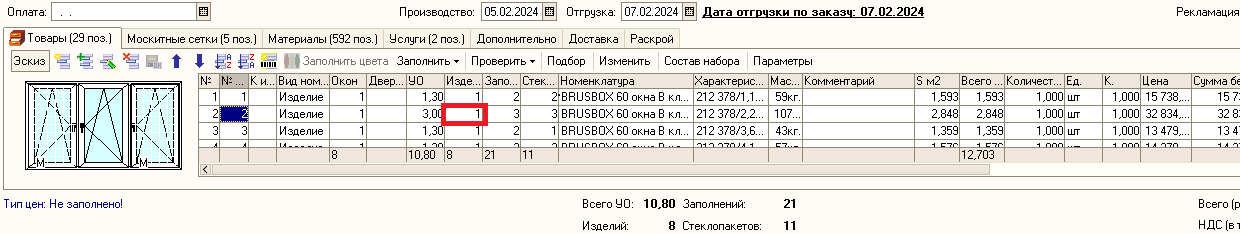 Оплата: . . Производство: 05.02.2024 Отгрузка: 07.02.2024 Дата отгрузки по заказу: 07.02.2024 Рекламация
Товары (29 поз.) Москитные сетки (5 поз.) Материалы (592 поз.) Услуги (2 поз.) Дополнительно Доставка Раскрой
Эскиз Заполнить цвета Заполнить Проверить Подбор Изменить Состав набора Параметры
№ №... К и... Вид ном... Окон Двер... УО Изде... Запо... Стек... Номенклатура Характерис... Мас... Комментарий S м2 Всего ... Количест... Ед. К. Цена Сумма бе
1 1 Изделие 1 1,30 1 2 2 BRUSBOX 60 окна В кл... 212 378/1,1... 59кг. 1,593 1,593 1,000 шт 1,000 15 738,... 15 73
2 2 Изделие 1 3,00 1 3 3 BRUSBOX 60 окна В кл... 212 378/2,2... 107... 2,848 2,848 1,000 шт 1,000 32 834,... 32 83
3 3 Изделие 1 1,30 1 2 1 BRUSBOX 60 окна В кл... 212 378/3,6... 43кг. 1,359 1,359 1,000 шт 1,000 13 479,... 13 47
8 10,80 8 21 11 12,703
М М
Тип цен: Не заполнено! Всего УО: 10,80 Заполнений: 21 Всего (р
Изделий: 8 Стеклопакетов: 11 НДС (в т